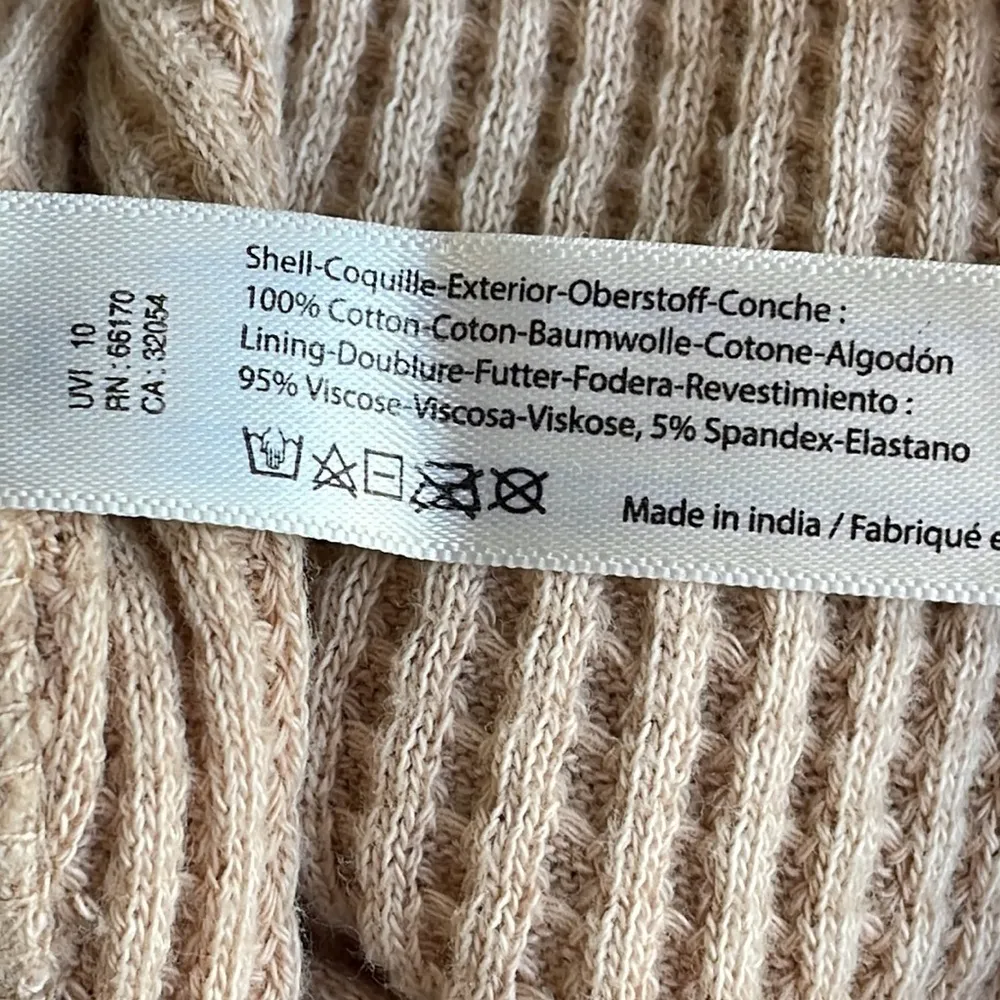 UVI 10
RN : 66170
CA : 32054
Shell-Coquille-Exterior-Oberstoff-Conche :
100% Cotton-Coton-Baumwolle-Cotone-Algodón
Lining-Doublure-Futter-Fodera-Revestimiento :
95% Viscose-Viscosa-Viskose, 5% Spandex-Elastano
Made in india / Fabriqué e